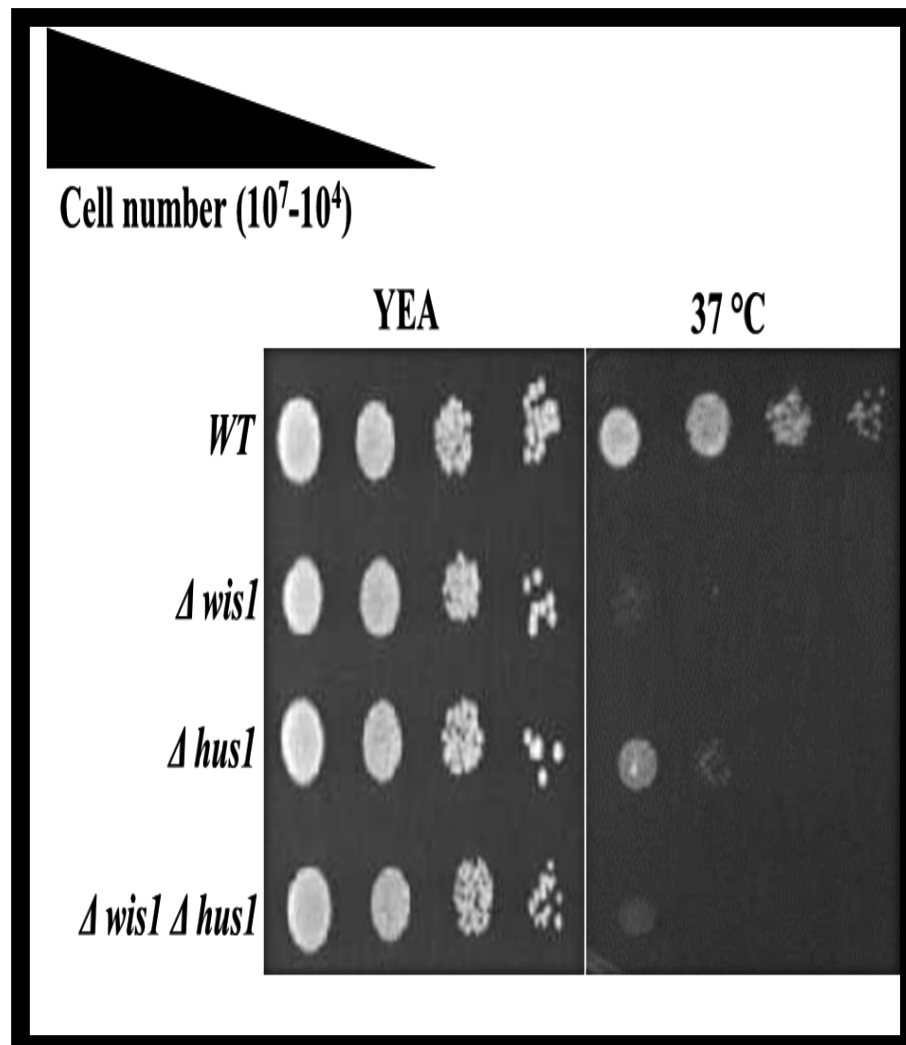 Cell number (10⁷-10⁴)
YEA 37 °C
WT
Δ wis1
Δ hus1
Δ wis1 Δ hus1